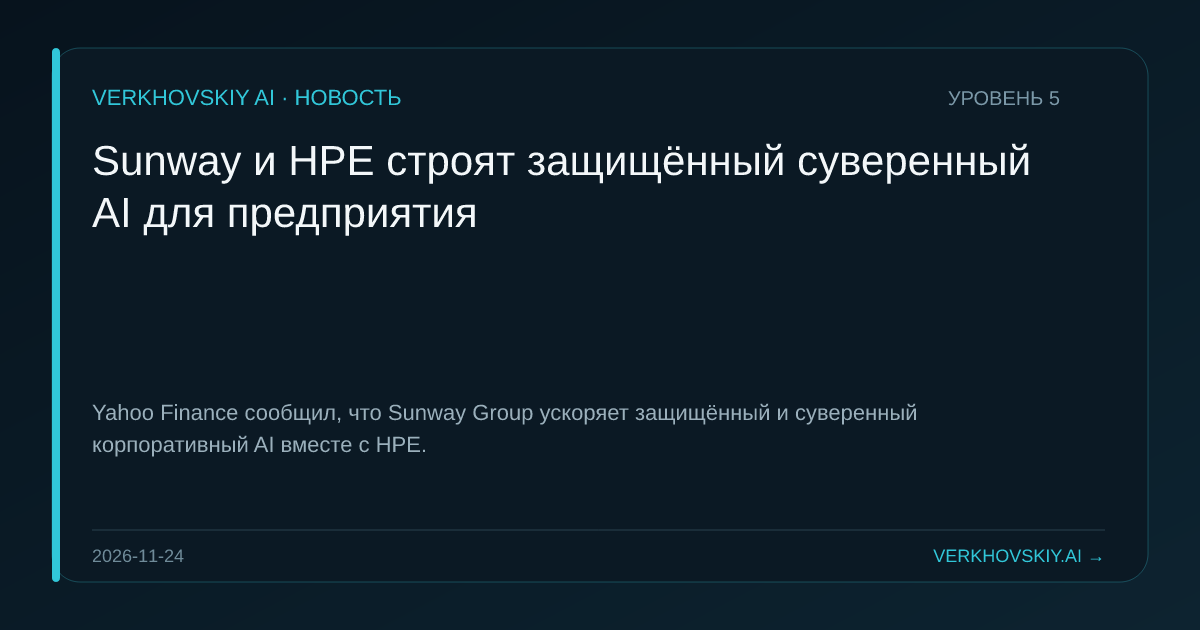 VERKHOVSKIY AI · НОВОСТЬ
УРОВЕНЬ 5
Sunway и HPE строят защищённый суверенный
AI для предприятия
Yahoo Finance сообщил, что Sunway Group ускоряет защищённый и суверенный
корпоративный AI вместе с HPE.
2026-11-24
VERKHOVSKIY.AI →